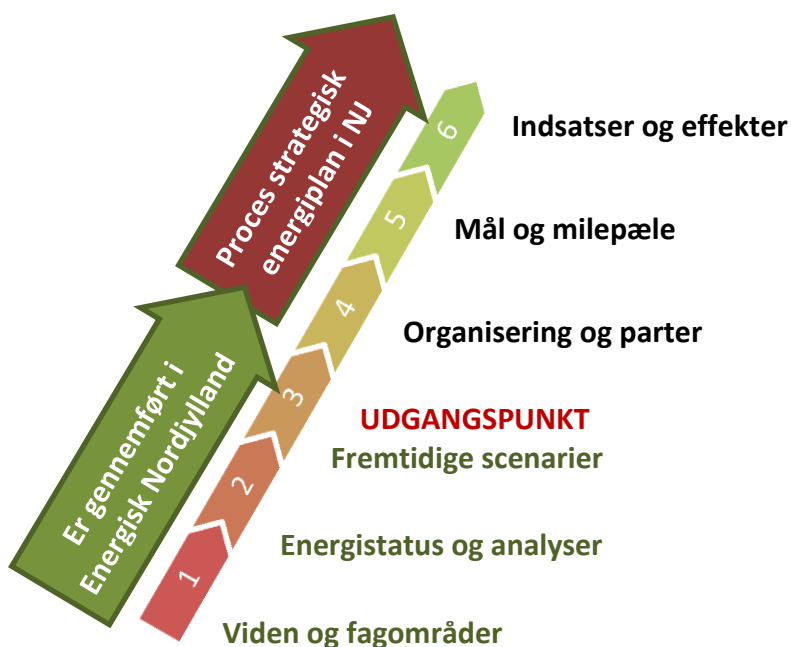 Proces strategisk
energiplan i NJ
Er gennemført i
Energisk Nordjylland
6
Indsatser og effekter
5
Mål og milepæle
4
Organisering og parter
3
UDGANGSPUNKT
Fremtidige scenarier
2
Energistatus og analyser
1
Viden og fagområder